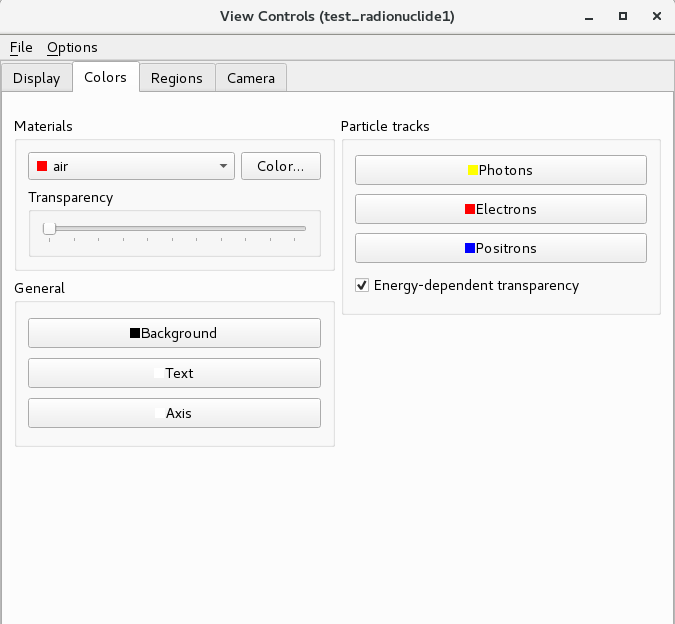 View Controls (test_radionuclide1)
File Options
Display Colors Regions Camera
Materials
air Color...
Transparency
General
Background
Text
Axis
Particle tracks
Photons
Electrons
Positrons
Energy-dependent transparency